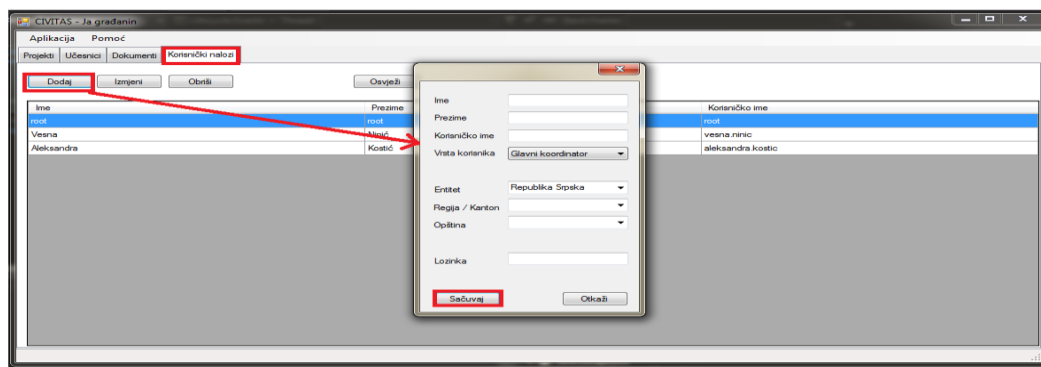 CIVITAS - Ja građanin
Aplikacija Pomoć
Projekti Učesnici Dokumenti Korisnički nalozi
Dodaj Izmjeni Obriši Osvježi
Ime Prezime Korisničko ime
root root root
Vesna Ninić vesna.ninic
Aleksandra Kostić aleksandra.kostic
Ime
Prezime
Korisničko ime
Vrsta korisnika Glavni koordinator
Entitet Republika Srpska
Regija / Kanton
Opština
Lozinka
Sačuvaj Otkaži